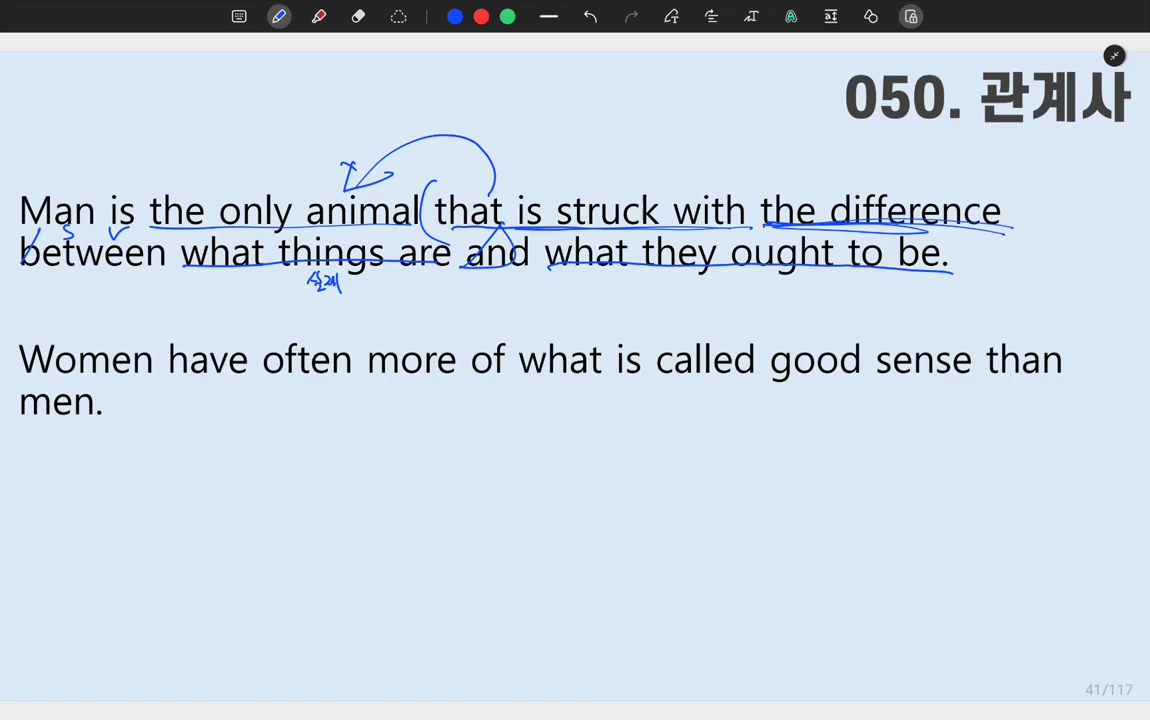 050. 관계사
Man is the only animal that is struck with the difference
S V
between what things are and what they ought to be.
실제
Women have often more of what is called good sense than
men.
41/117